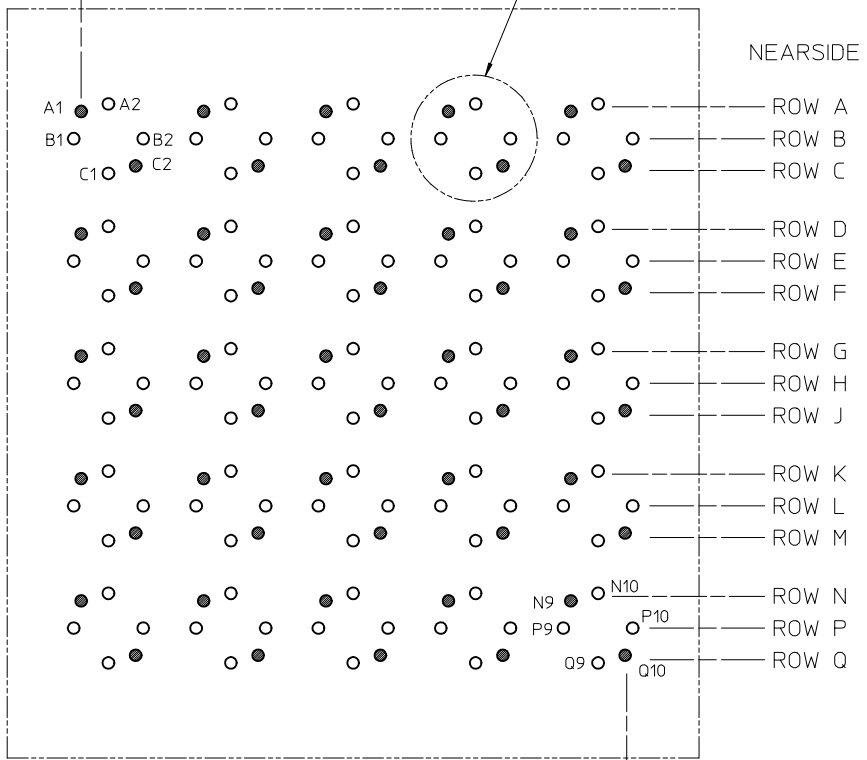 NEARSIDE
A1 A2 ROW A
B1 B2 ROW B
C1 C2 ROW C
ROW D
ROW E
ROW F
ROW G
ROW H
ROW J
ROW K
ROW L
ROW M
N9 N10 ROW N
P9 P10 ROW P
Q9 Q10 ROW Q